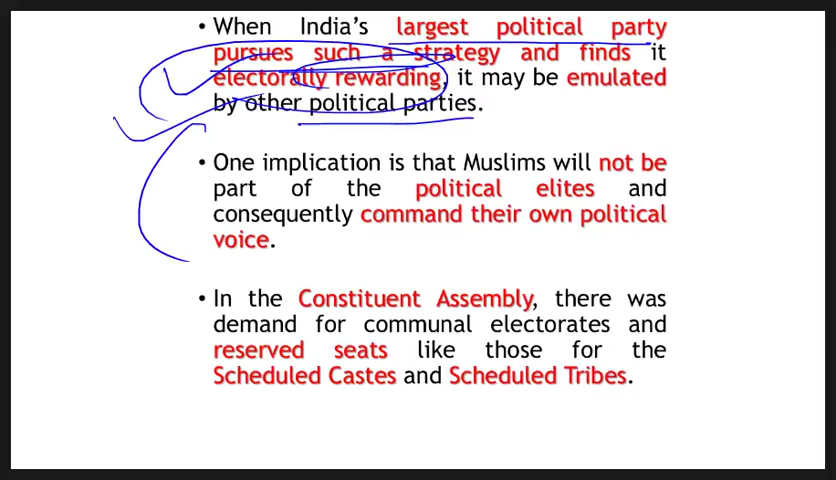 • When India's largest political party
pursues such a strategy and finds it
electorally rewarding, it may be emulated
by other political parties.
• One implication is that Muslims will not be
part of the political elites and
consequently command their own political
voice.
• In the Constituent Assembly, there was
demand for communal electorates and
reserved seats like those for the
Scheduled Castes and Scheduled Tribes.